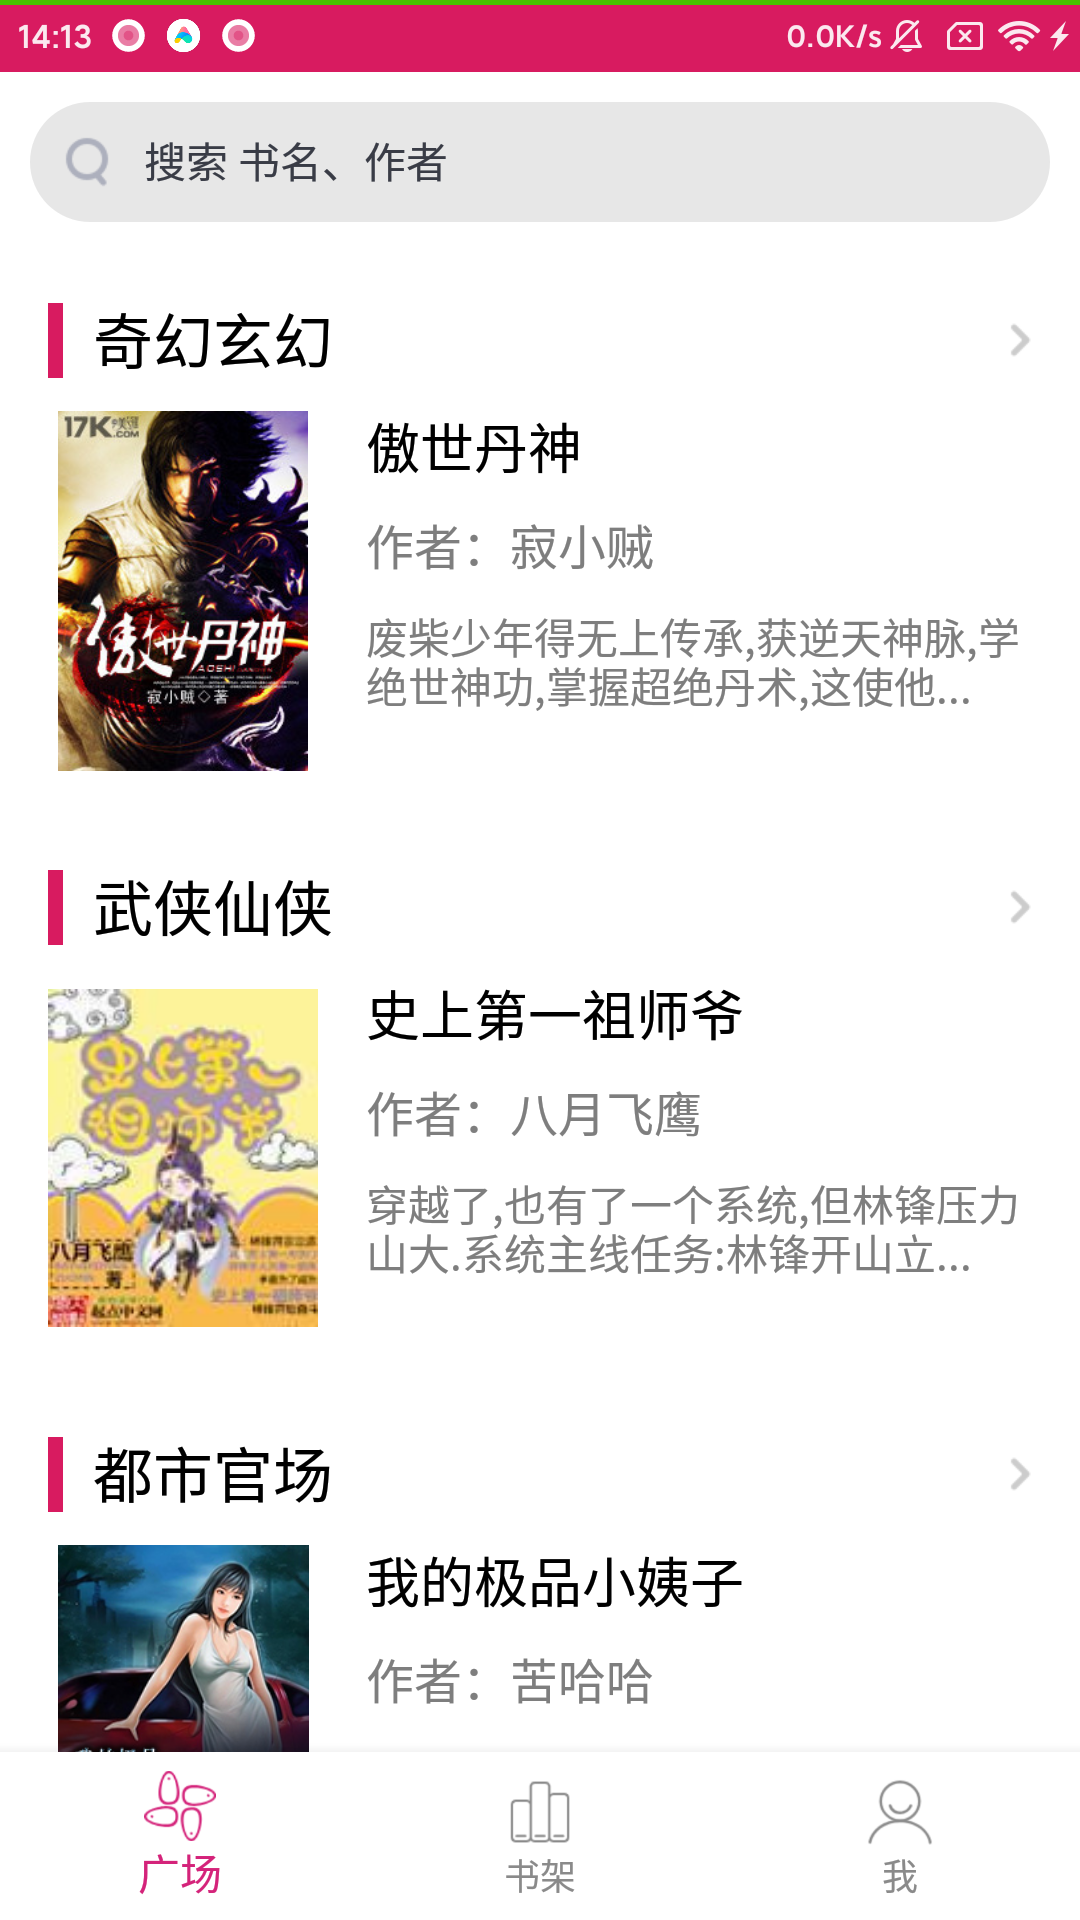 14:13
0.0K/s
搜索 书名、作者
奇幻玄幻
17K
.COM
傲世丹神
寂小贼◇著
傲世丹神
作者：寂小贼
废柴少年得无上传承,获逆天神脉,学
绝世神功,掌握超绝丹术,这使他...
武侠仙侠
史上第一
祖师爷
八月飞鹰
著
起点中文网
史上第一祖师爷
作者：八月飞鹰
穿越了,也有了一个系统,但林锋压力
山大.系统主线任务:林锋开山立...
都市官场
我的极品小姨子
作者：苦哈哈
广场
书架
我